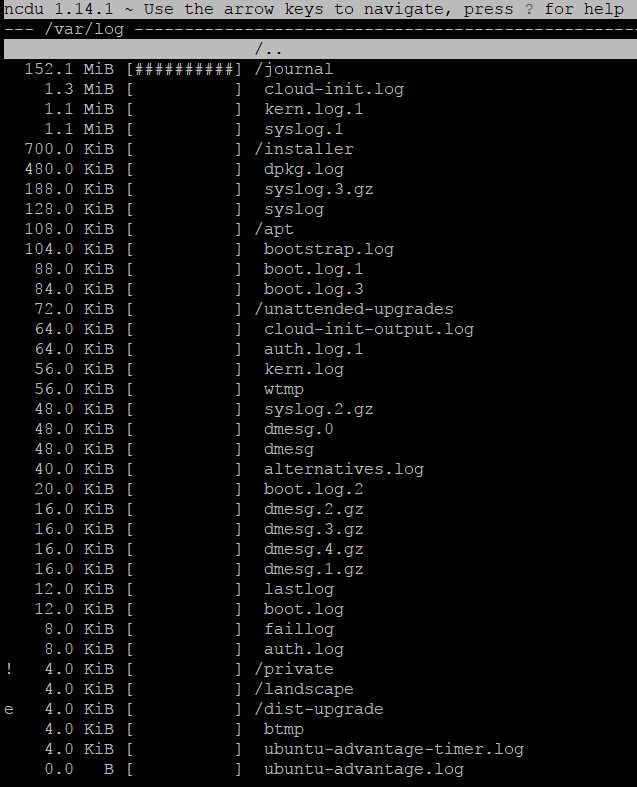 ncdu 1.14.1 ~ Use the arrow keys to navigate, press ? for help
--- /var/log --------------------------------------------------
                         /..
  152.1 MiB [##########] /journal
    1.3 MiB [          ]  cloud-init.log
    1.1 MiB [          ]  kern.log.1
    1.1 MiB [          ]  syslog.1
  700.0 KiB [          ] /installer
  480.0 KiB [          ]  dpkg.log
  188.0 KiB [          ]  syslog.3.gz
  128.0 KiB [          ]  syslog
  108.0 KiB [          ] /apt
  104.0 KiB [          ]  bootstrap.log
   88.0 KiB [          ]  boot.log.1
   84.0 KiB [          ]  boot.log.3
   72.0 KiB [          ] /unattended-upgrades
   64.0 KiB [          ]  cloud-init-output.log
   64.0 KiB [          ]  auth.log.1
   56.0 KiB [          ]  kern.log
   56.0 KiB [          ]  wtmp
   48.0 KiB [          ]  syslog.2.gz
   48.0 KiB [          ]  dmesg.0
   48.0 KiB [          ]  dmesg
   40.0 KiB [          ]  alternatives.log
   20.0 KiB [          ]  boot.log.2
   16.0 KiB [          ]  dmesg.2.gz
   16.0 KiB [          ]  dmesg.3.gz
   16.0 KiB [          ]  dmesg.4.gz
   16.0 KiB [          ]  dmesg.1.gz
   12.0 KiB [          ]  lastlog
   12.0 KiB [          ]  boot.log
    8.0 KiB [          ]  faillog
    8.0 KiB [          ]  auth.log
!   4.0 KiB [          ] /private
    4.0 KiB [          ] /landscape
e   4.0 KiB [          ] /dist-upgrade
    4.0 KiB [          ]  btmp
    4.0 KiB [          ]  ubuntu-advantage-timer.log
    0.0   B [          ]  ubuntu-advantage.log